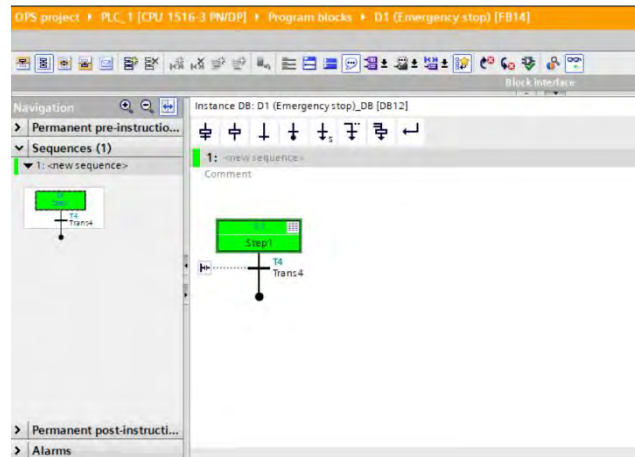 OPS project ▸ PLC_1 [CPU 1516-3 PN/DP] ▸ Program blocks ▸ D1 (Emergency stop) [FB14]
Block interface
Navigation
Instance DB: D1 (Emergency stop)_DB [DB12]
Permanent pre-instructio...
Sequences (1)
1: <new sequence>
1: <new sequence>
Comment
T4
Trans4
Step1
T4
Trans4
Permanent post-instructi...
Alarms